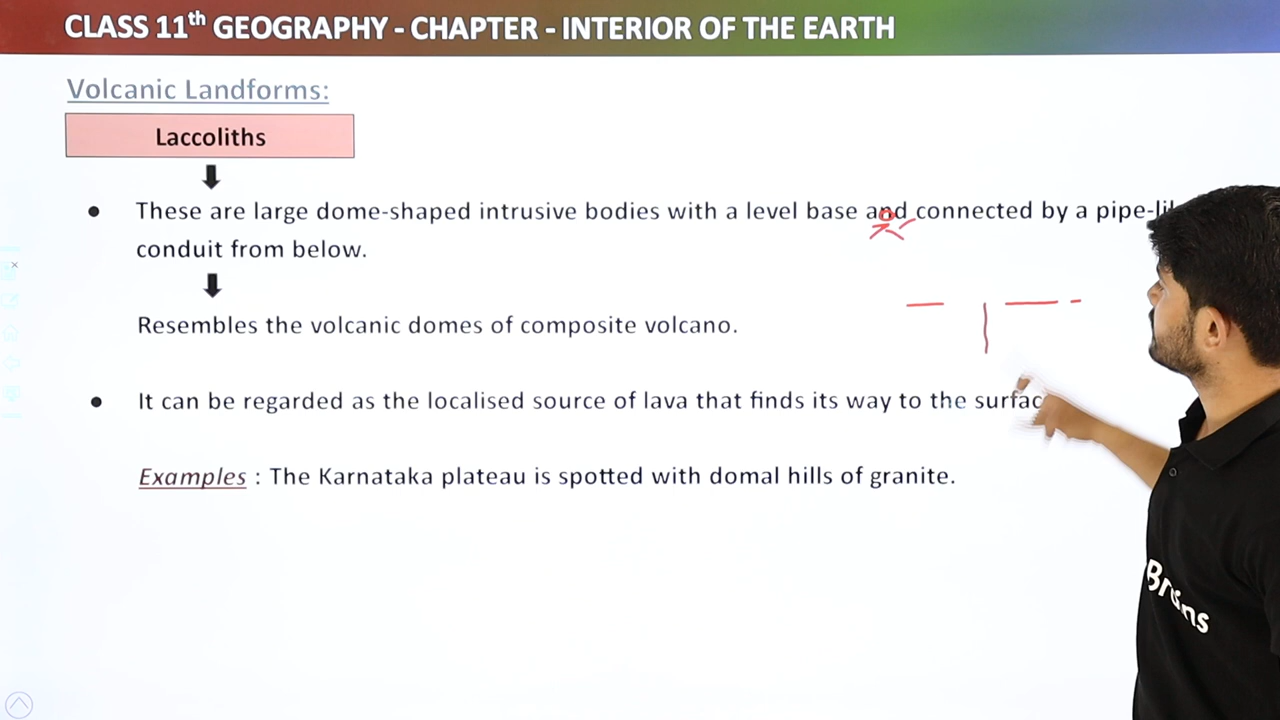 CLASS 11th GEOGRAPHY - CHAPTER - INTERIOR OF THE EARTH
Volcanic Landforms:
Laccoliths
● These are large dome-shaped intrusive bodies with a level base and connected by a
conduit from below.
Resembles the volcanic domes of composite volcano.
● It can be regarded as the localised source of lava that finds its way to the
Examples : The Karnataka plateau is spotted with domal hills of granite.